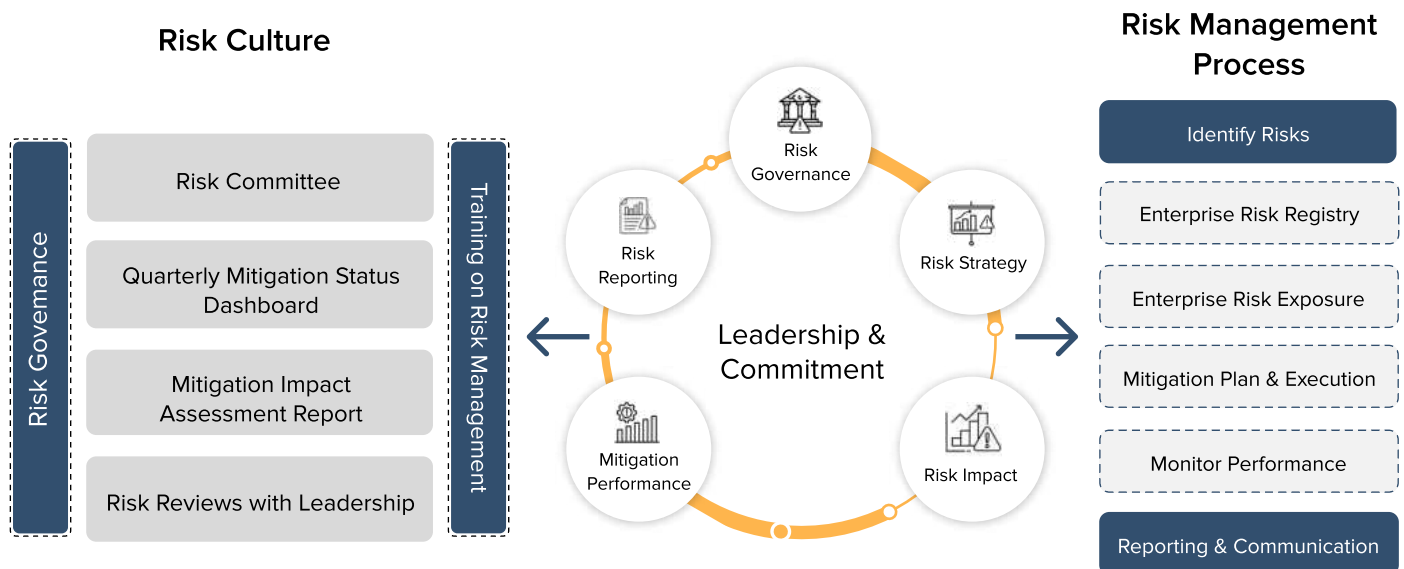 Risk Culture
Risk Governance
Risk Committee
Quarterly Mitigation Status
Dashboard
Mitigation Impact
Assessment Report
Risk Reviews with Leadership
Training on Risk Management
Risk
Governance
Risk Strategy
Risk Impact
Mitigation
Performance
Risk
Reporting
Leadership &
Commitment
Risk Management
Process
Identify Risks
Enterprise Risk Registry
Enterprise Risk Exposure
Mitigation Plan & Execution
Monitor Performance
Reporting & Communication